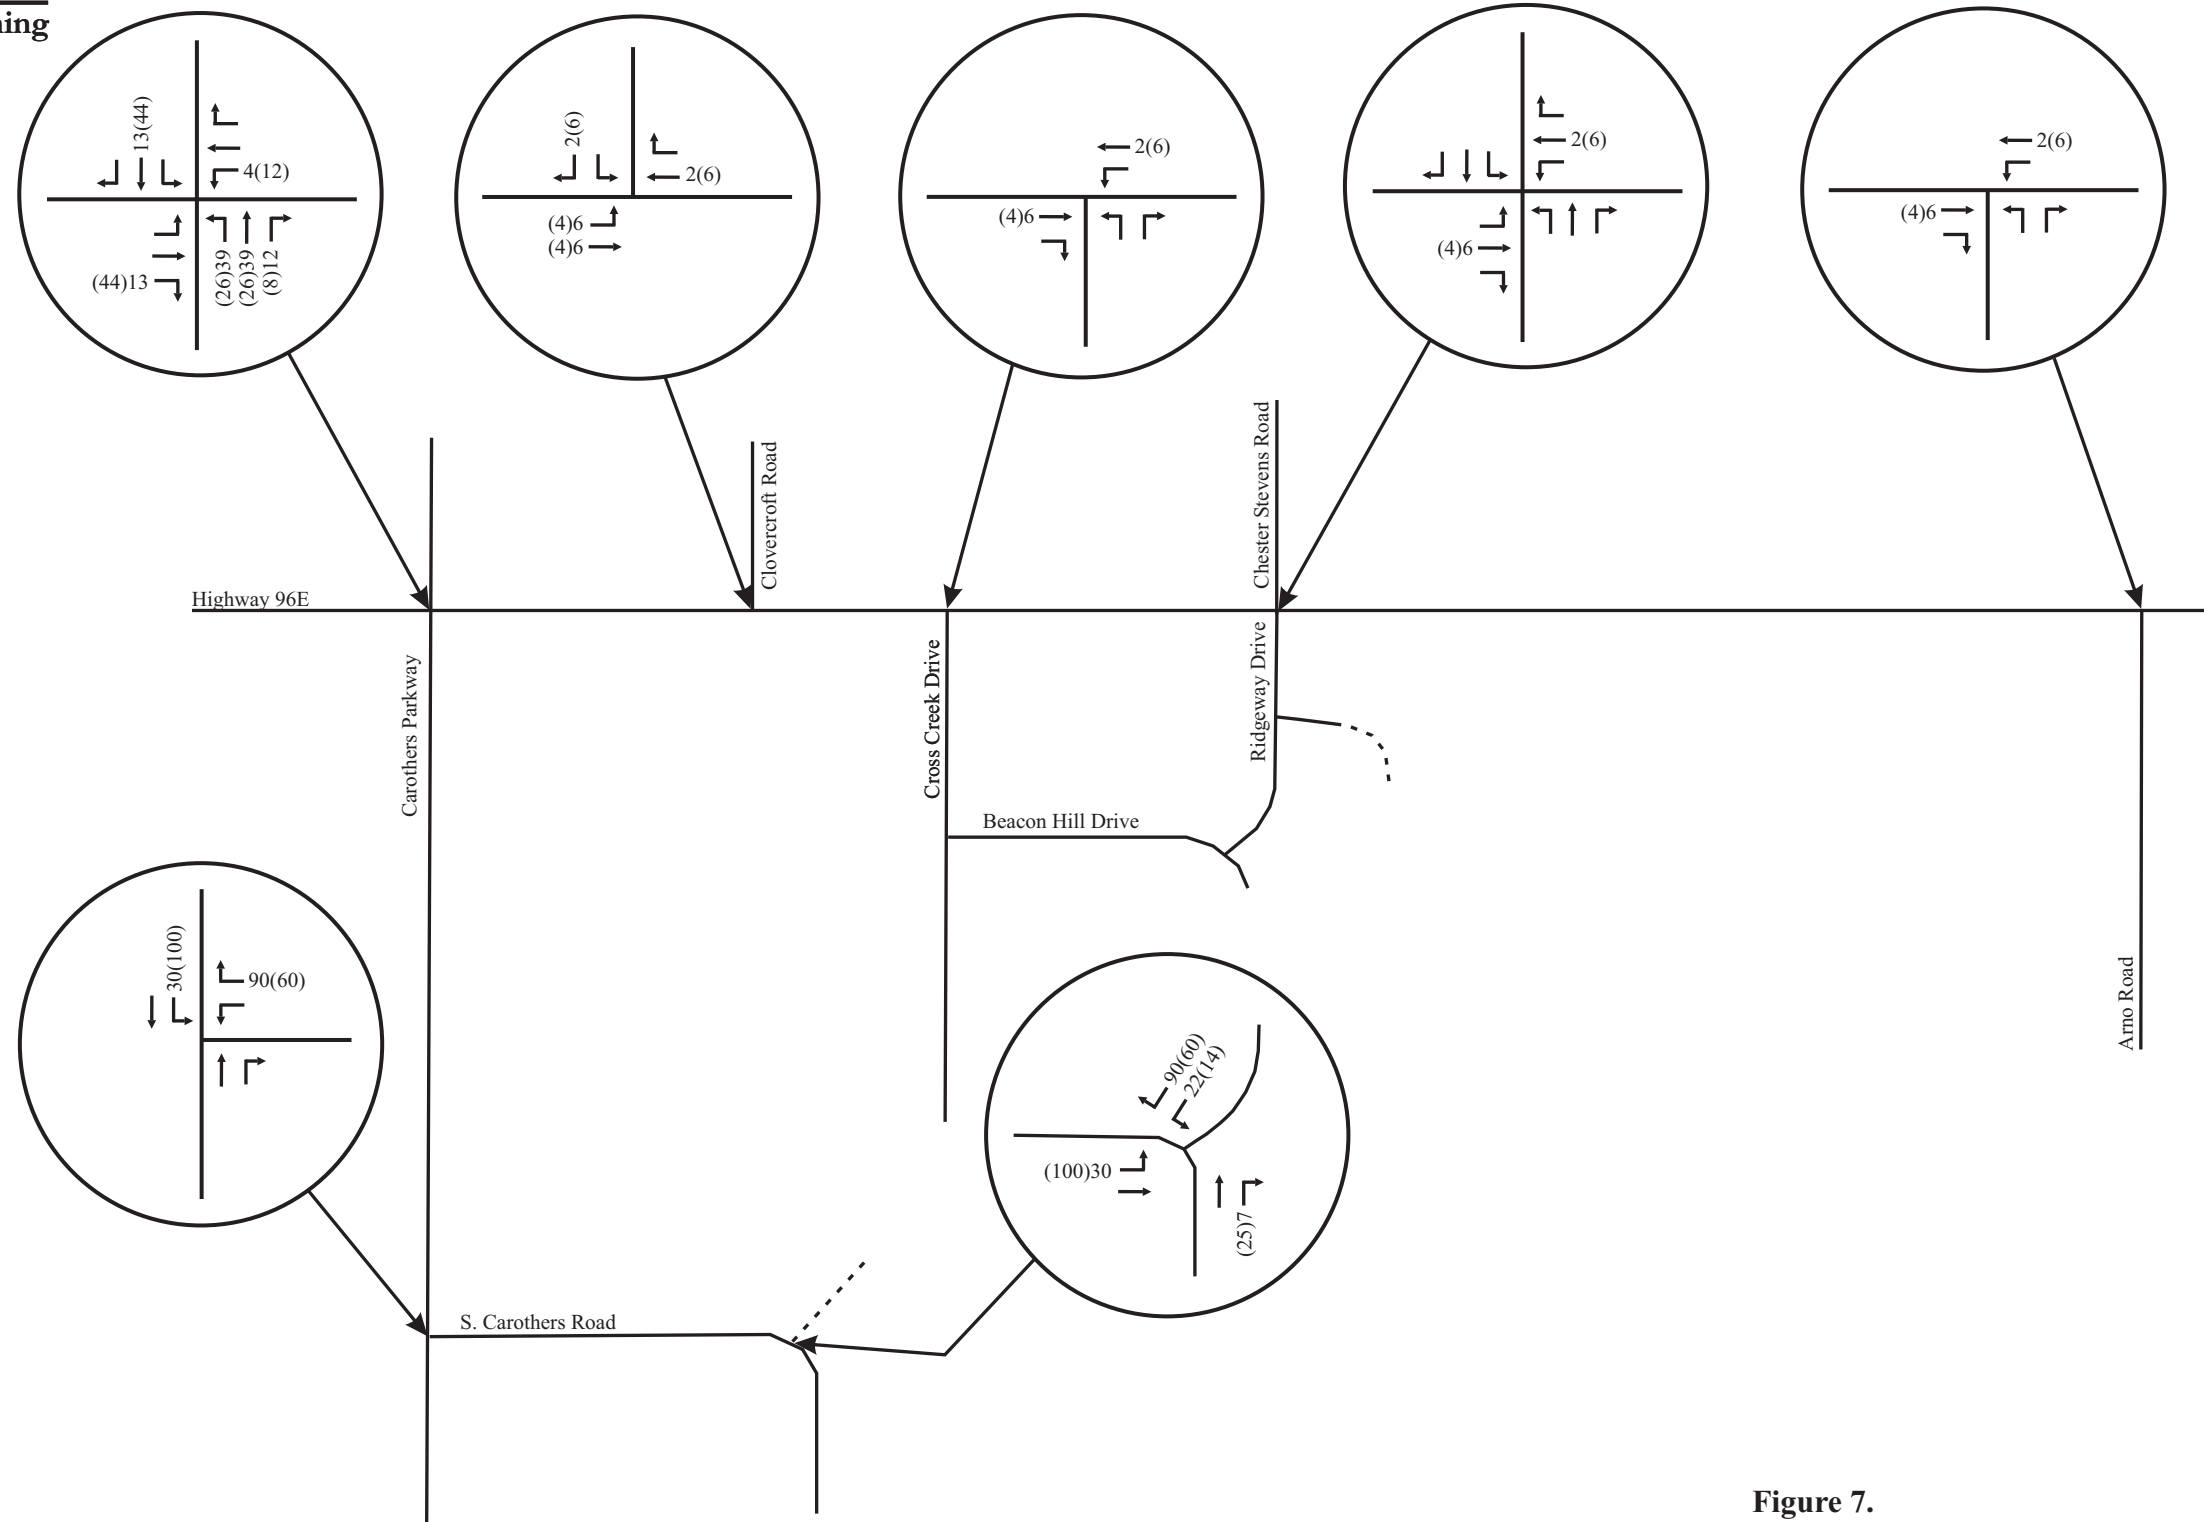 13(44)
4(12)
(44)13
(26)39
(26)39
(8)12
2(6)
2(6)
(4)6
(4)6
2(6)
(4)6
2(6)
(4)6
2(6)
(4)6
Highway 96E
Clovercroft Road
Chester Stevens Road
Carothers Parkway
Cross Creek Drive
Ridgeway Drive
Beacon Hill Drive
Arno Road
30(100)
90(60)
90(60)
22(14)
(100)30
(25)7
S. Carothers Road
Figure 7.